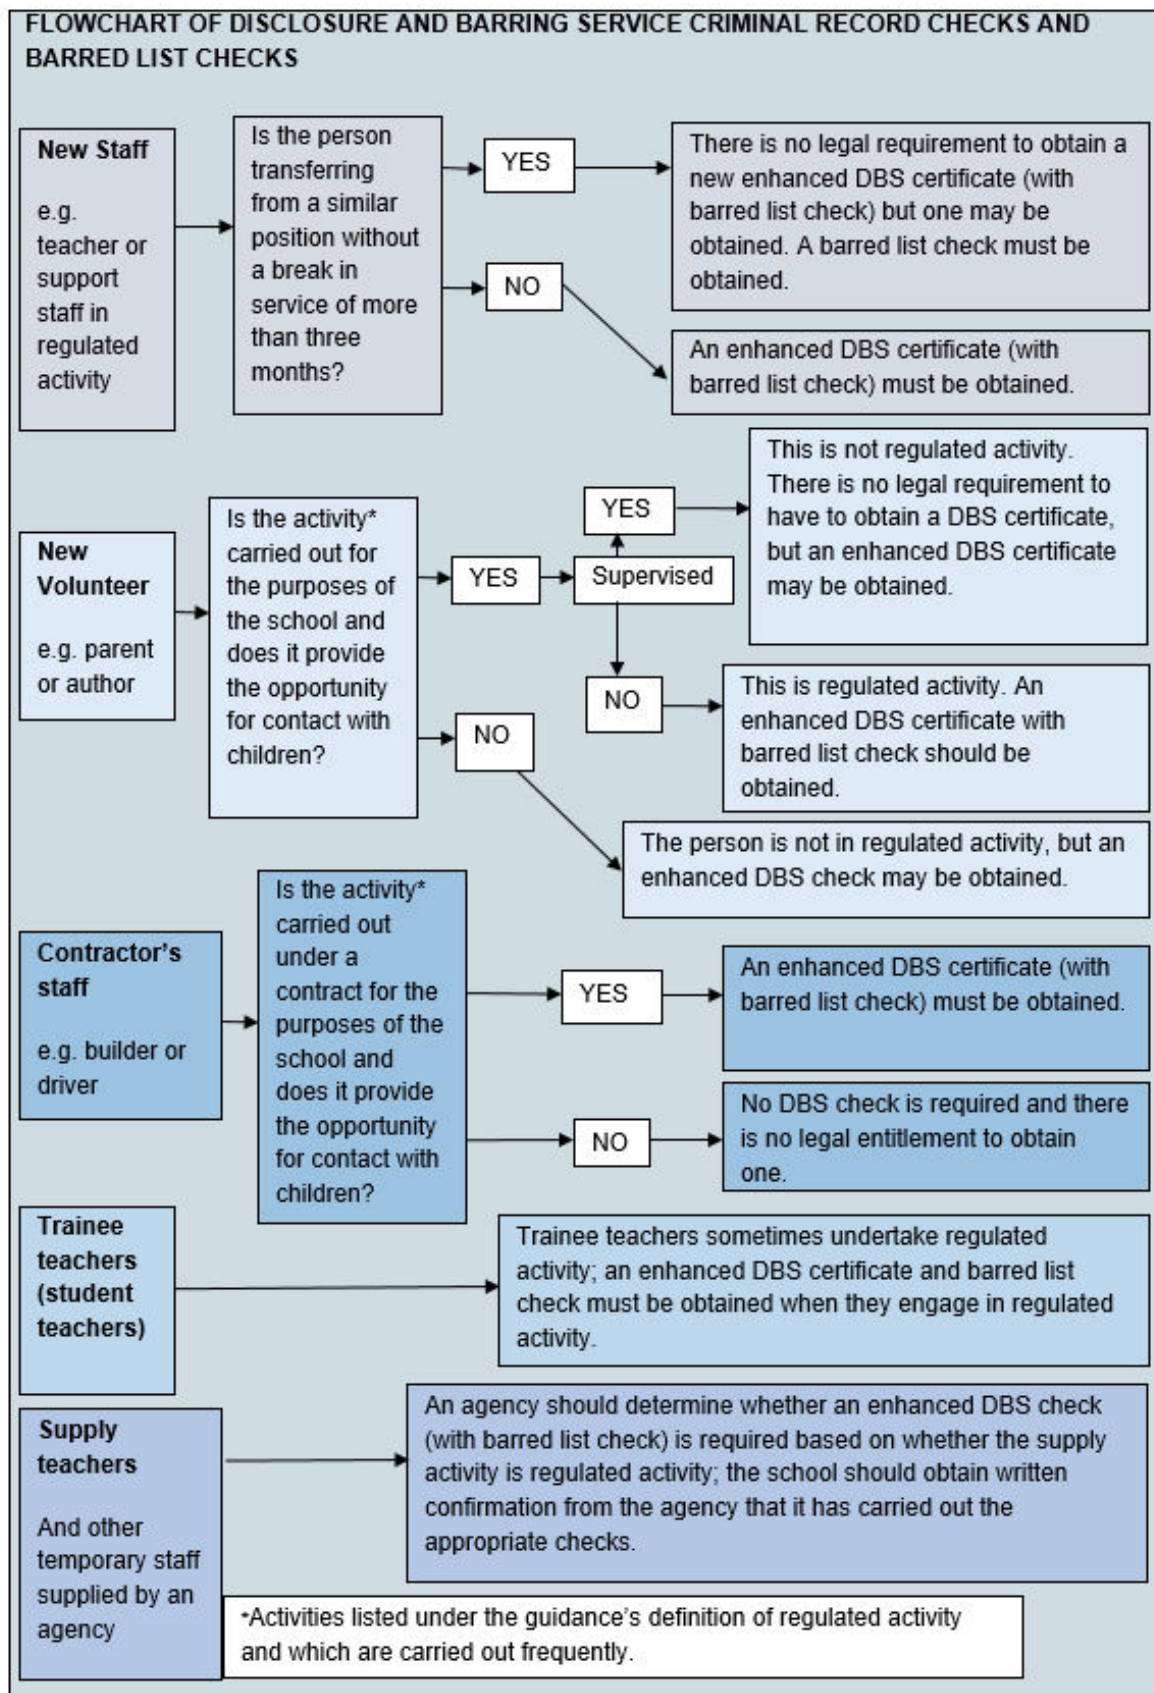 FLOWCHART OF DISCLOSURE AND BARRING SERVICE CRIMINAL RECORD CHECKS AND
BARRED LIST CHECKS
New Staff
e.g.
teacher or
support
staff in
regulated
activity
Is the person
transferring
from a similar
position without
a break in
service of more
than three
months?
YES
There is no legal requirement to obtain a
new enhanced DBS certificate (with
barred list check) but one may be
obtained. A barred list check must be
obtained.
NO
An enhanced DBS certificate (with
barred list check) must be obtained.
New
Volunteer
e.g. parent
or author
Is the activity*
carried out for
the purposes of
the school and
does it provide
the opportunity
for contact with
children?
YES
Supervised
YES
This is not regulated activity.
There is no legal requirement to
have to obtain a DBS certificate,
but an enhanced DBS certificate
may be obtained.
NO
This is regulated activity. An
enhanced DBS certificate with
barred list check should be
obtained.
NO
The person is not in regulated activity, but an
enhanced DBS check may be obtained.
Contractor's
staff
e.g. builder or
driver
Is the activity*
carried out
under a
contract for the
purposes of the
school and
does it provide
the opportunity
for contact with
children?
YES
An enhanced DBS certificate (with
barred list check) must be obtained.
NO
No DBS check is required and there
is no legal entitlement to obtain
one.
Trainee
teachers
(student
teachers)
Trainee teachers sometimes undertake regulated
activity; an enhanced DBS certificate and barred list
check must be obtained when they engage in regulated
activity.
Supply
teachers
And other
temporary staff
supplied by an
agency
An agency should determine whether an enhanced DBS check
(with barred list check) is required based on whether the supply
activity is regulated activity; the school should obtain written
confirmation from the agency that it has carried out the
appropriate checks.
*Activities listed under the guidance's definition of regulated activity
and which are carried out frequently.